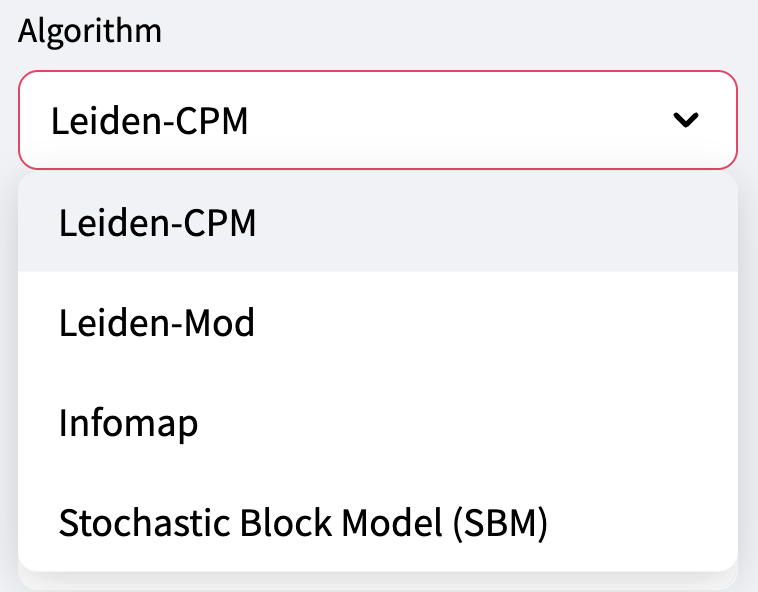 Algorithm
Leiden-CPM
Leiden-CPM
Leiden-Mod
Infomap
Stochastic Block Model (SBM)